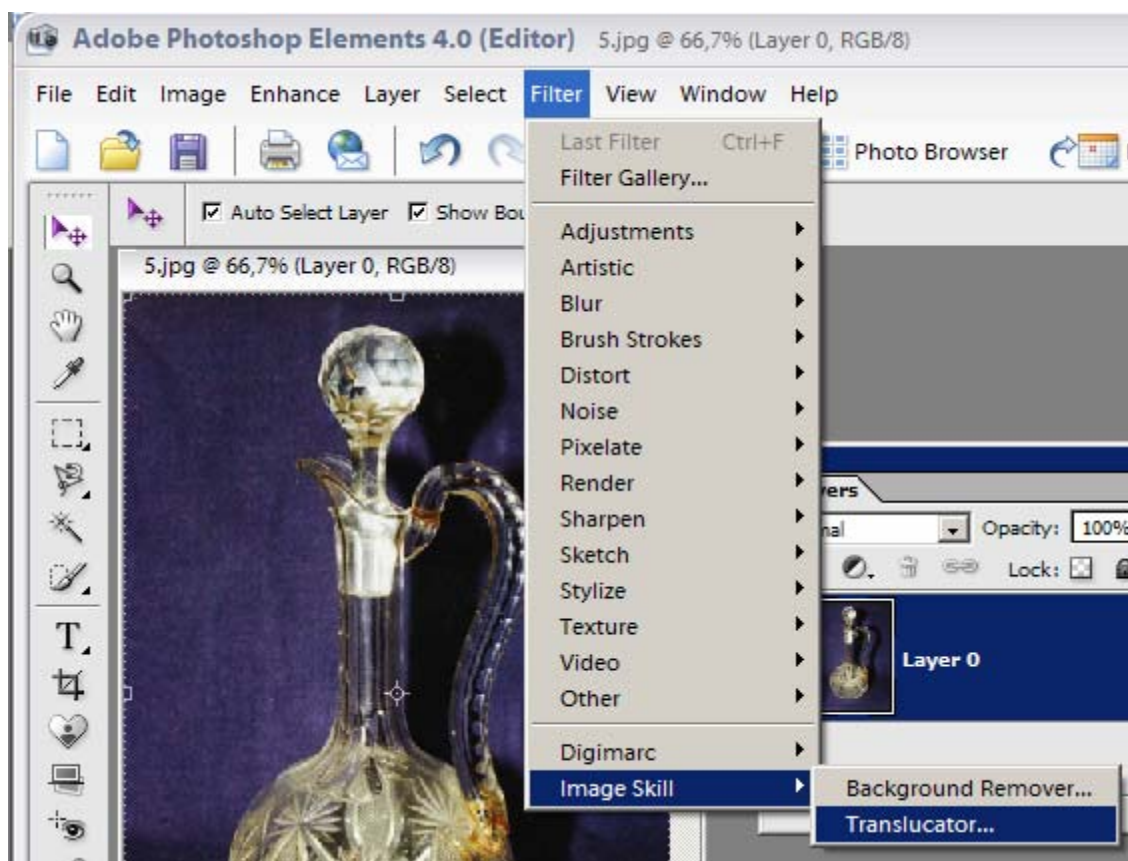 Adobe Photoshop Elements 4.0 (Editor) 5.jpg @ 66,7% (Layer 0, RGB/8)
File Edit Image Enhance Layer Select Filter View Window Help
Photo Browser
Auto Select Layer Show Bou
5.jpg @ 66,7% (Layer 0, RGB/8)
Last Filter Ctrl+F
Filter Gallery...
Adjustments
Artistic
Blur
Brush Strokes
Distort
Noise
Pixelate
Render
Sharpen
Sketch
Stylize
Texture
Video
Other
Digimarc
Image Skill
Background Remover...
Translucator...
T
ers
nal Opacity: 100%
Lock:
Layer 0